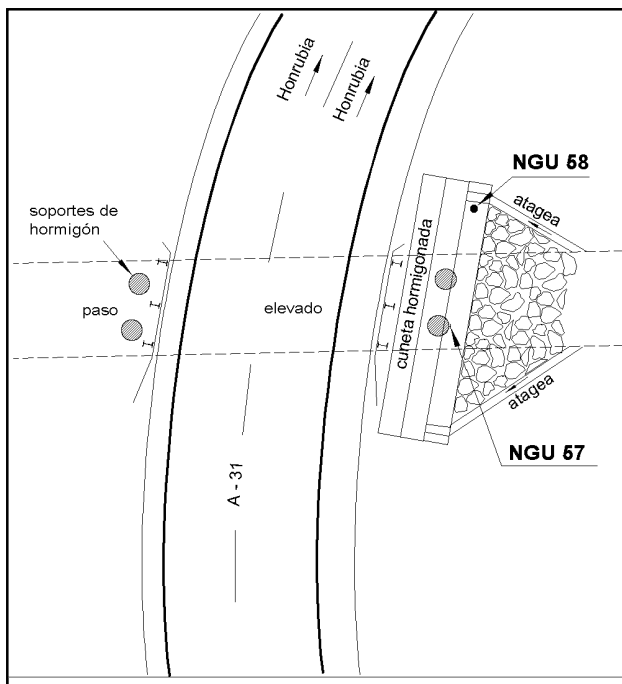 Honrubia
Honrubia
NGU 58
atagea
soportes de
hormigón
paso
elevado
cuneta hormigonada
atagea
NGU 57
A - 31